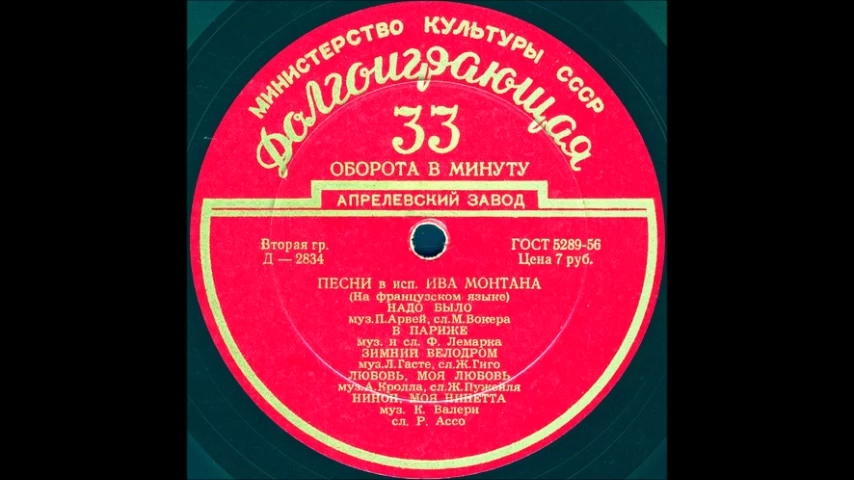 МИНИСТЕРСТВО КУЛЬТУРЫ СССР
Долгоиграющая
33
ОБОРОТА В МИНУТУ
АПРЕЛЕВСКИЙ ЗАВОД
Вторая гр.
Д — 2834
ГОСТ 5289-56
Цена 7 руб.
ПЕСНИ в исп. ИВА МОНТАНА
(На французском языке)
НАДО БЫЛО
муз.П.Арвей, сл.М.Вокера
В ПАРИЖЕ
муз. и сл. Ф. Лемарка
ЗИМНИЙ ВЕЛОДРОМ
муз.Л.Гасте, сл.Ж.Гиго
ЛЮБОВЬ, МОЯ ЛЮБОВЬ
муз.А.Кролла, сл.Ж.Пужейля
НИНОН, МОЯ НИНЕТТА
муз. К. Валери
сл. Р. Ассо